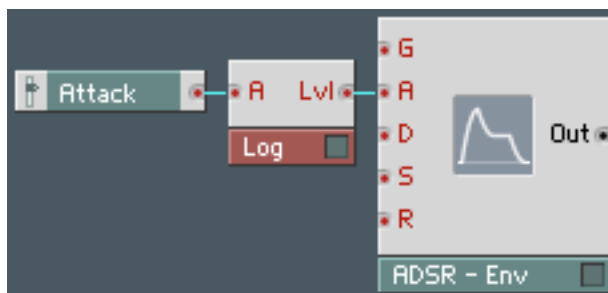 Attack
A Lvl
Log
G
A
D
S
R
Out
ADSR - Env